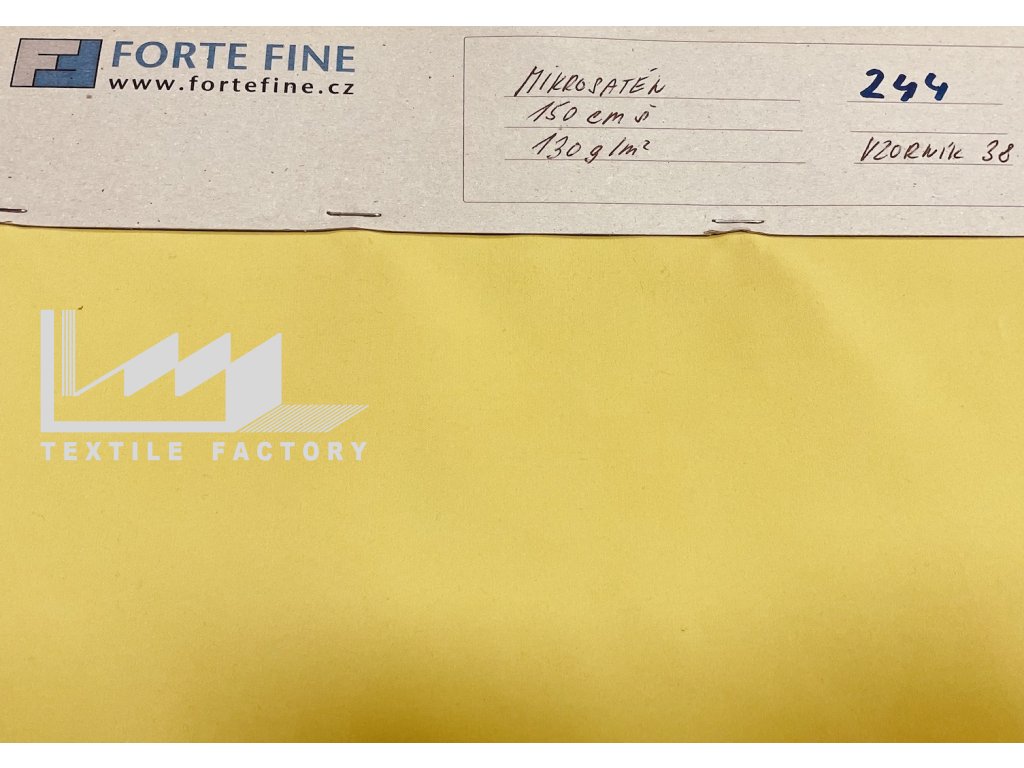 FORTE FINE
www.fortefine.cz
MIKROSATÉN
150 cm š
130 g/m²
244
VZORNÍK 38
TEXTILE FACTORY